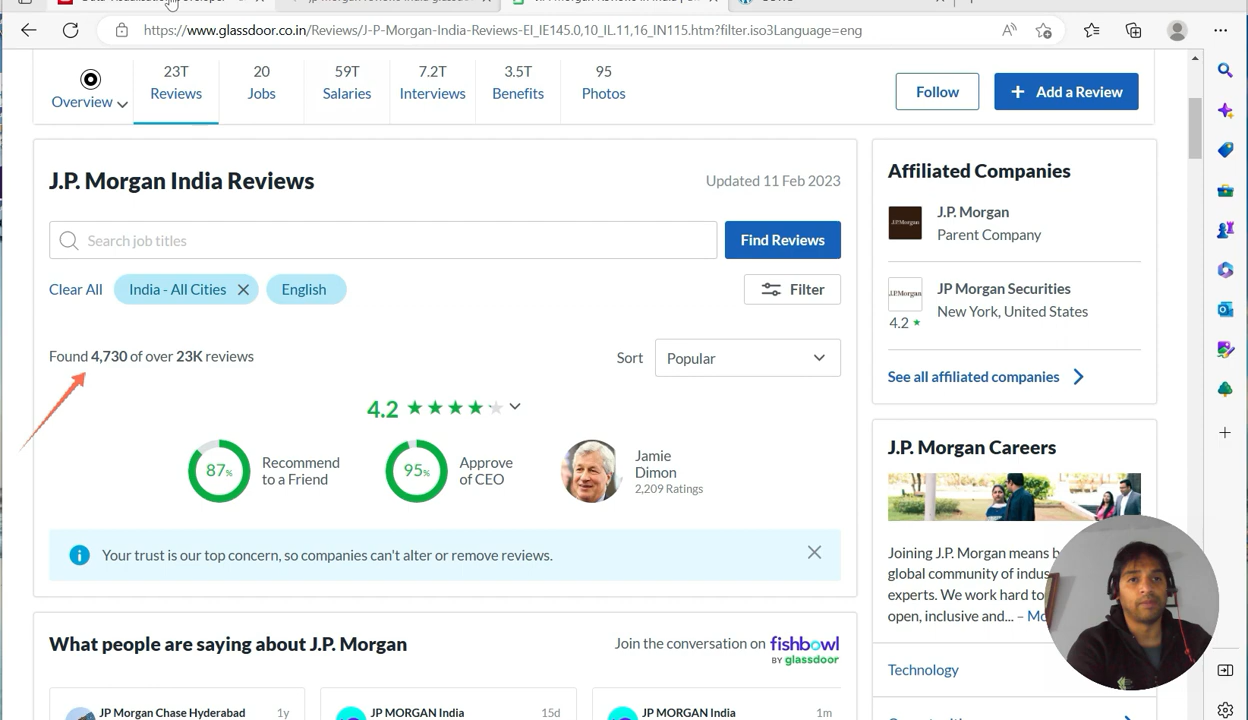 https://www.glassdoor.co.in/Reviews/J-P-Morgan-India-Reviews-EI_IE145.0,10_IL.11,16_IN115.htm?filter.iso3Language=eng
Overview
23T
Reviews
20
Jobs
59T
Salaries
7.2T
Interviews
3.5T
Benefits
95
Photos
Follow
+ Add a Review
J.P. Morgan India Reviews
Updated 11 Feb 2023
Search job titles
Find Reviews
Clear All
India - All Cities
English
Filter
Found 4,730 of over 23K reviews
Sort
Popular
4.2
87%
Recommend
to a Friend
95%
Approve
of CEO
Jamie
Dimon
2,209 Ratings
Your trust is our top concern, so companies can't alter or remove reviews.
What people are saying about J.P. Morgan
Join the conversation on fishbowl
BY glassdoor
JP Morgan Chase Hyderabad
1y
JP MORGAN India
15d
JP MORGAN India
1m
Affiliated Companies
J.P.Morgan
J.P. Morgan
Parent Company
J.P.Morgan
4.2
JP Morgan Securities
New York, United States
See all affiliated companies
J.P. Morgan Careers
Joining J.P. Morgan means
global community of
experts. We work hard to
open, inclusive and... –
Technology